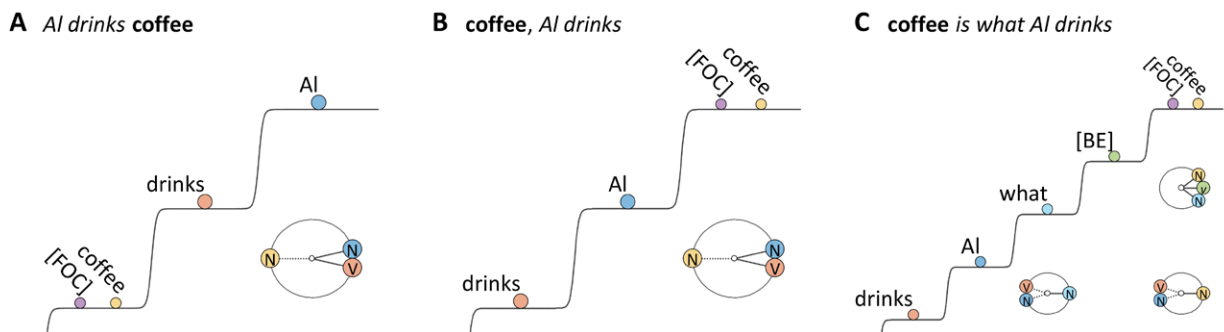 A Al drinks coffee
Al
drinks
[FOC] coffee
N N V
B coffee, Al drinks
[FOC] coffee
Al
drinks
N N V
C coffee is what Al drinks
[FOC] coffee
[BE]
what
Al
drinks
N v N
V N N
V N N